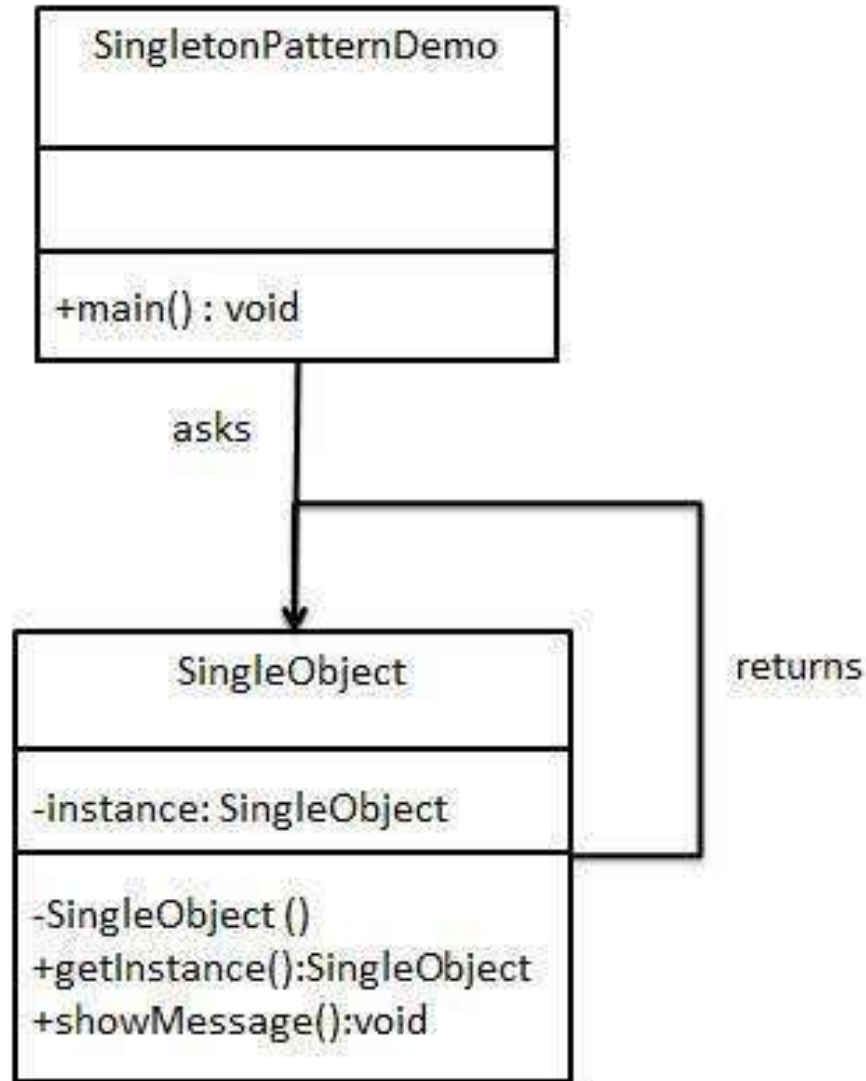 SingletonPatternDemo
+main() : void
asks
SingleObject
returns
-instance: SingleObject
-SingleObject ()
+getInstance():SingleObject
+showMessage():void